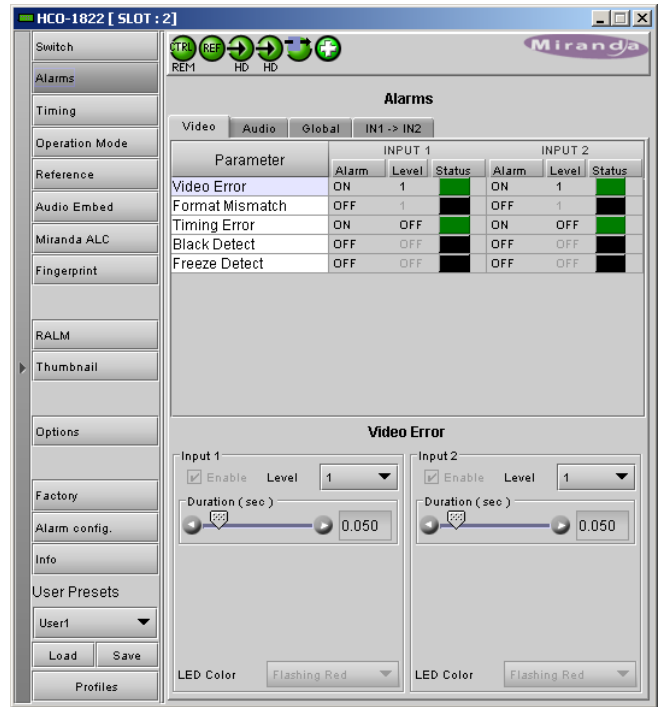 HCO-1822 [ SLOT : 2]
Switch
Alarms
Timing
Operation Mode
Reference
Audio Embed
Miranda ALC
Fingerprint
RALM
Thumbnail
Options
Factory
Alarm config.
Info
User Presets
User1
Load Save
Profiles
CTRL REF
REM HD HD
Miranda
Alarms
Video Audio Global IN1 -> IN2
Parameter INPUT 1 INPUT 2
Alarm Level Status Alarm Level Status
Video Error ON 1 ON 1
Format Mismatch OFF 1 OFF 1
Timing Error ON OFF ON OFF
Black Detect OFF OFF OFF OFF
Freeze Detect OFF OFF OFF OFF
Video Error
Input 1
Enable Level 1
Duration ( sec )
0.050
LED Color Flashing Red
Input 2
Enable Level 1
Duration ( sec )
0.050
LED Color Flashing Red